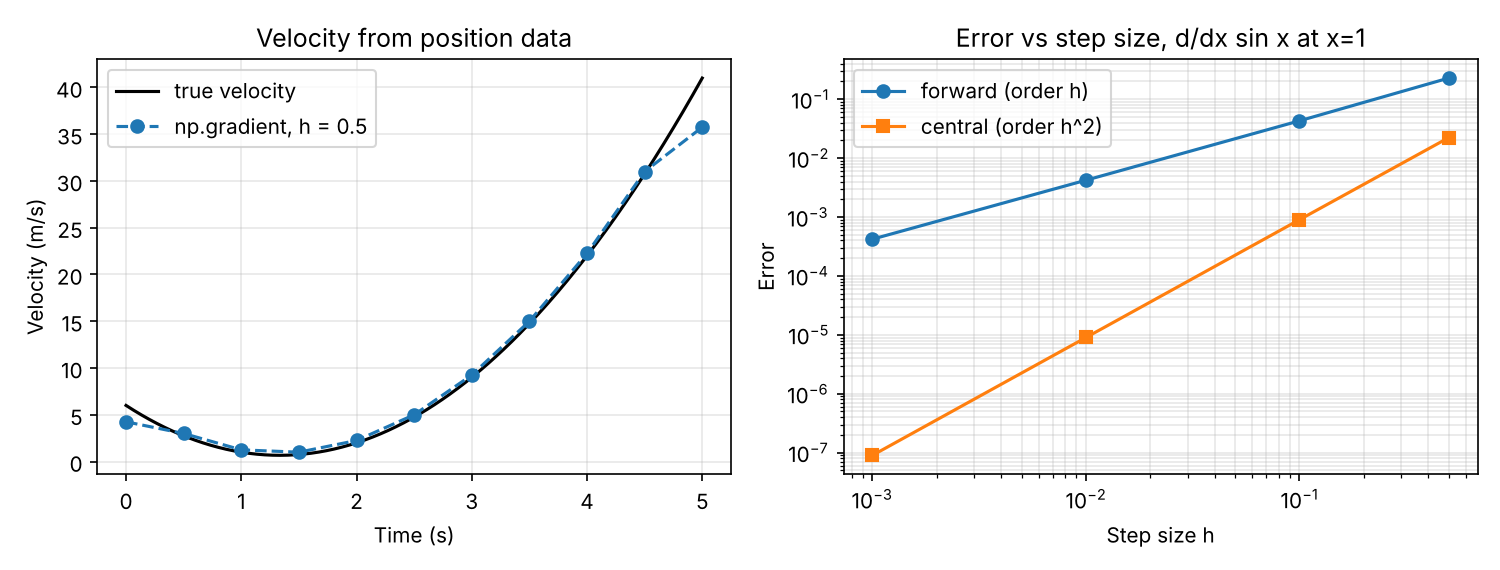 Velocity from position data
true velocity
np.gradient, h = 0.5
40
35
30
25
20
15
10
5
0
Velocity (m/s)
0 1 2 3 4 5
Time (s)
Error vs step size, d/dx sin x at x=1
forward (order h)
central (order h^2)
10⁻¹
10⁻²
10⁻³
10⁻⁴
10⁻⁵
10⁻⁶
10⁻⁷
Error
10⁻³ 10⁻² 10⁻¹
Step size h